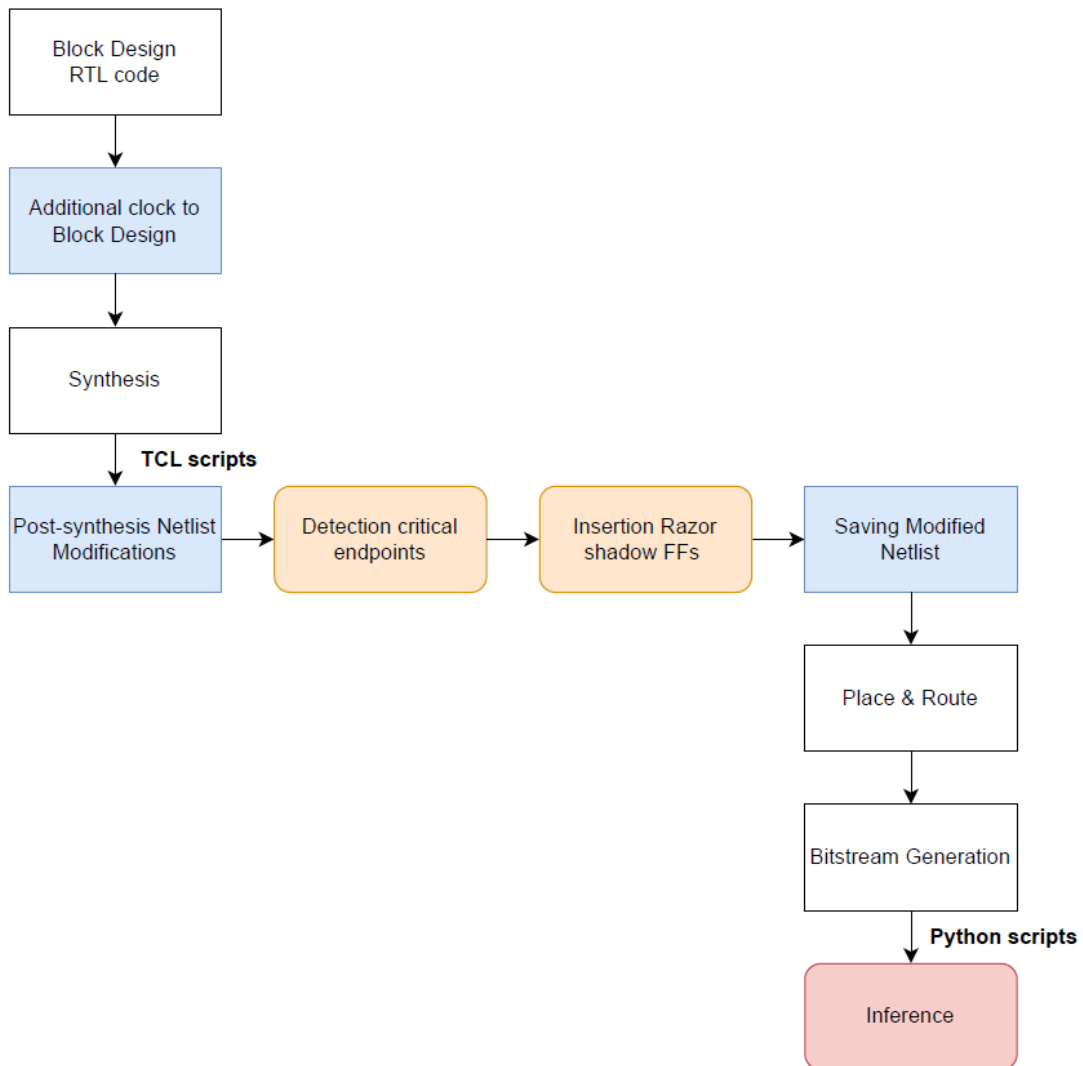 Block Design
RTL code
Additional clock to
Block Design
Synthesis
TCL scripts
Post-synthesis Netlist
Modifications
Detection critical
endpoints
Insertion Razor
shadow FFs
Saving Modified
Netlist
Place & Route
Bitstream Generation
Python scripts
Inference